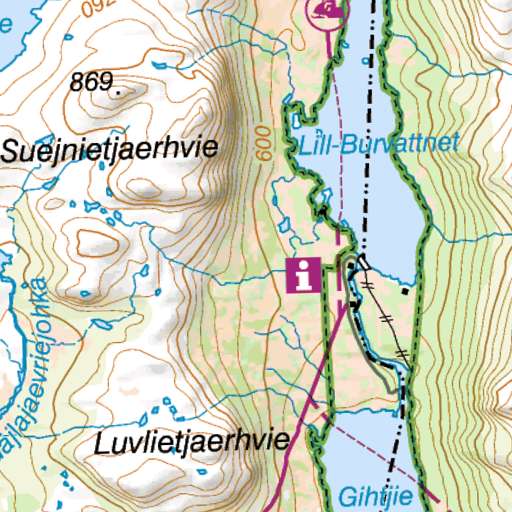 869
Suejnietjaerhvie
600
Lill-Burvattnet
i
Luvlietjaerhvie
Gihtjie